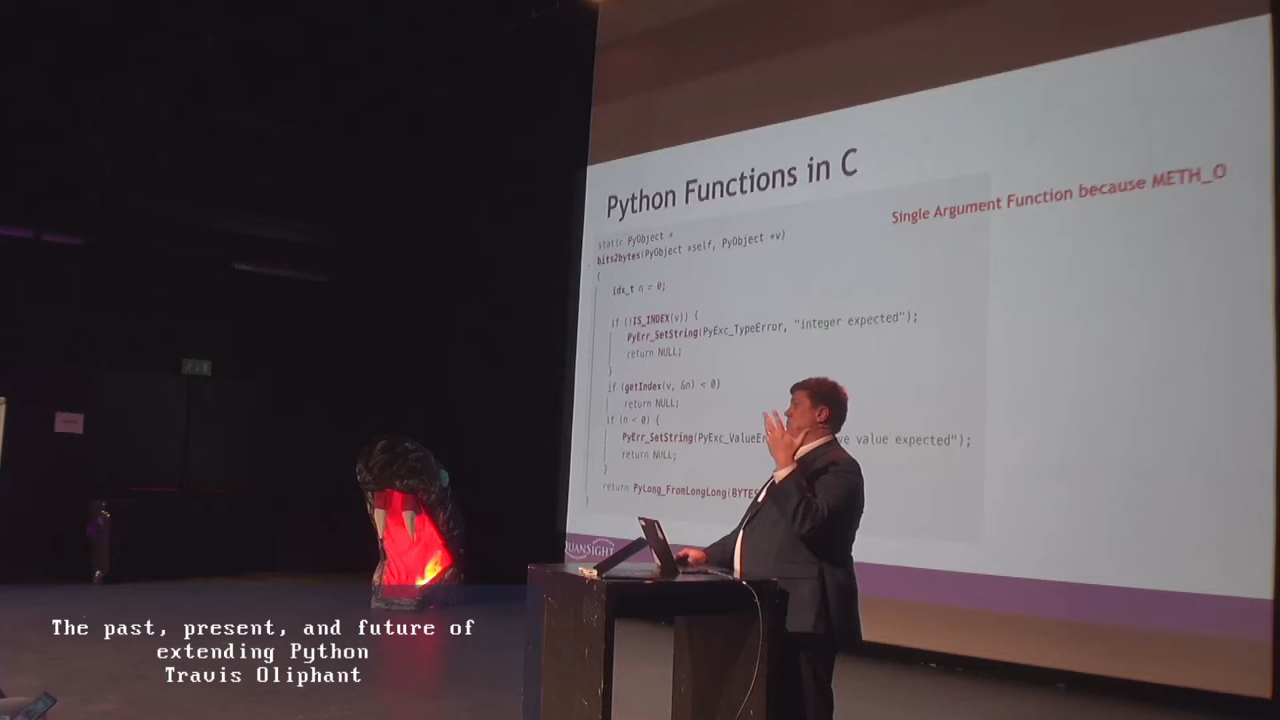 Python Functions in C
Single Argument Function because METH_O
static PyObject *
bits2bytes(PyObject *self, PyObject *v)
{
idx_t n = 0;
if (!IS_INDEX(v)) {
PyErr_SetString(PyExc_TypeError, "integer expected");
return NULL;
}
if (getIndex(v, &n) < 0)
return NULL;
if (n < 0) {
PyErr_SetString(PyExc_ValueEr ve value expected");
return NULL;
}
return PyLong_FromLongLong(BYTES
}
QUANSIGHT
The past, present, and future of
extending Python
Travis Oliphant